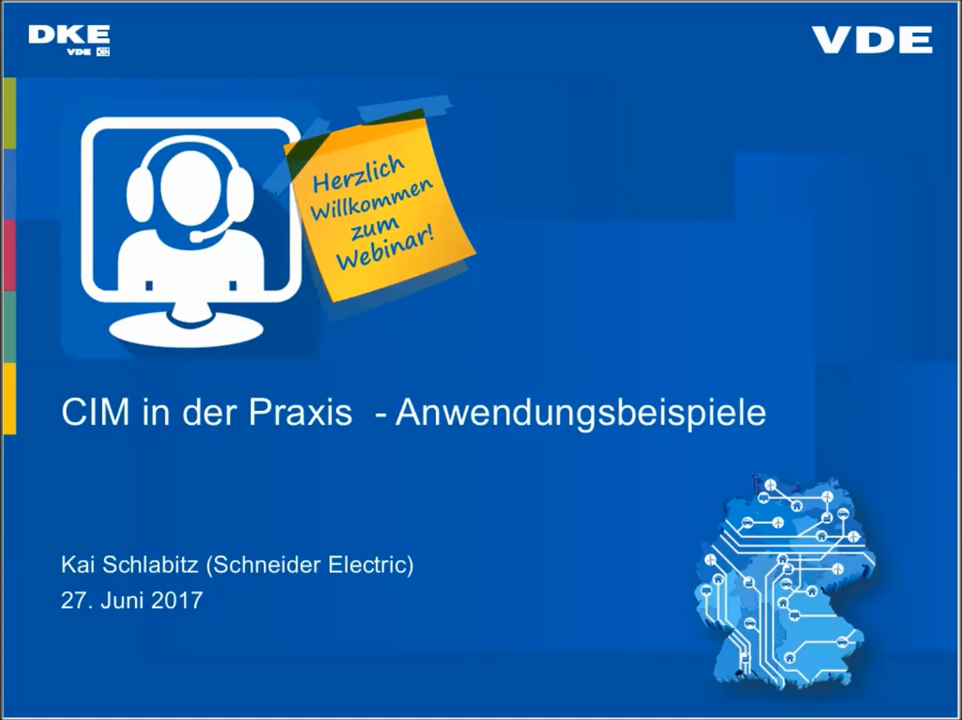 DKE
VDE DIN
VDE
Herzlich
Willkommen
zum
Webinar!
CIM in der Praxis - Anwendungsbeispiele
Kai Schlabitz (Schneider Electric)
27. Juni 2017